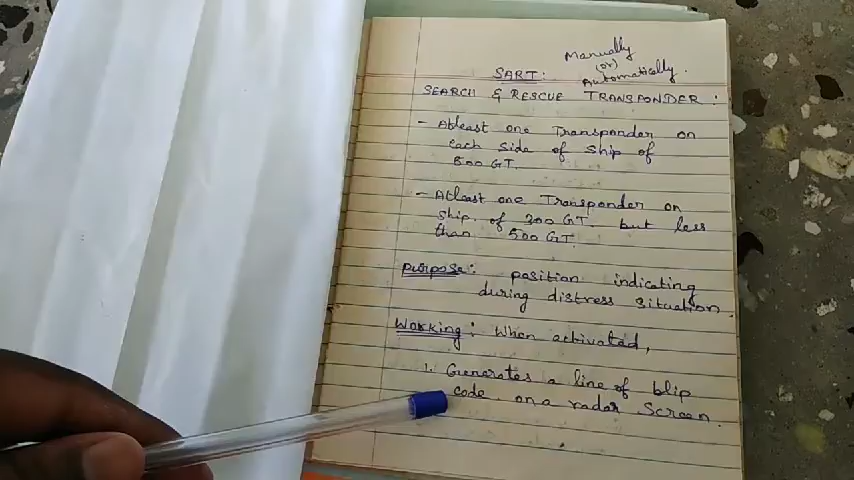 Manually
(or)
Automatically.
SART:
SEARCH & RESCUE TRANSPONDER:
- Atleast one Transponder on
each side of ship of
500 GT.
- Atleast one Transponder on
ship of 300 GT. but less
than 500 GT.
Purpose: position indicating
during distress situation.
Working: When activated,
1. Generates a line of blip
code on a radar screen.